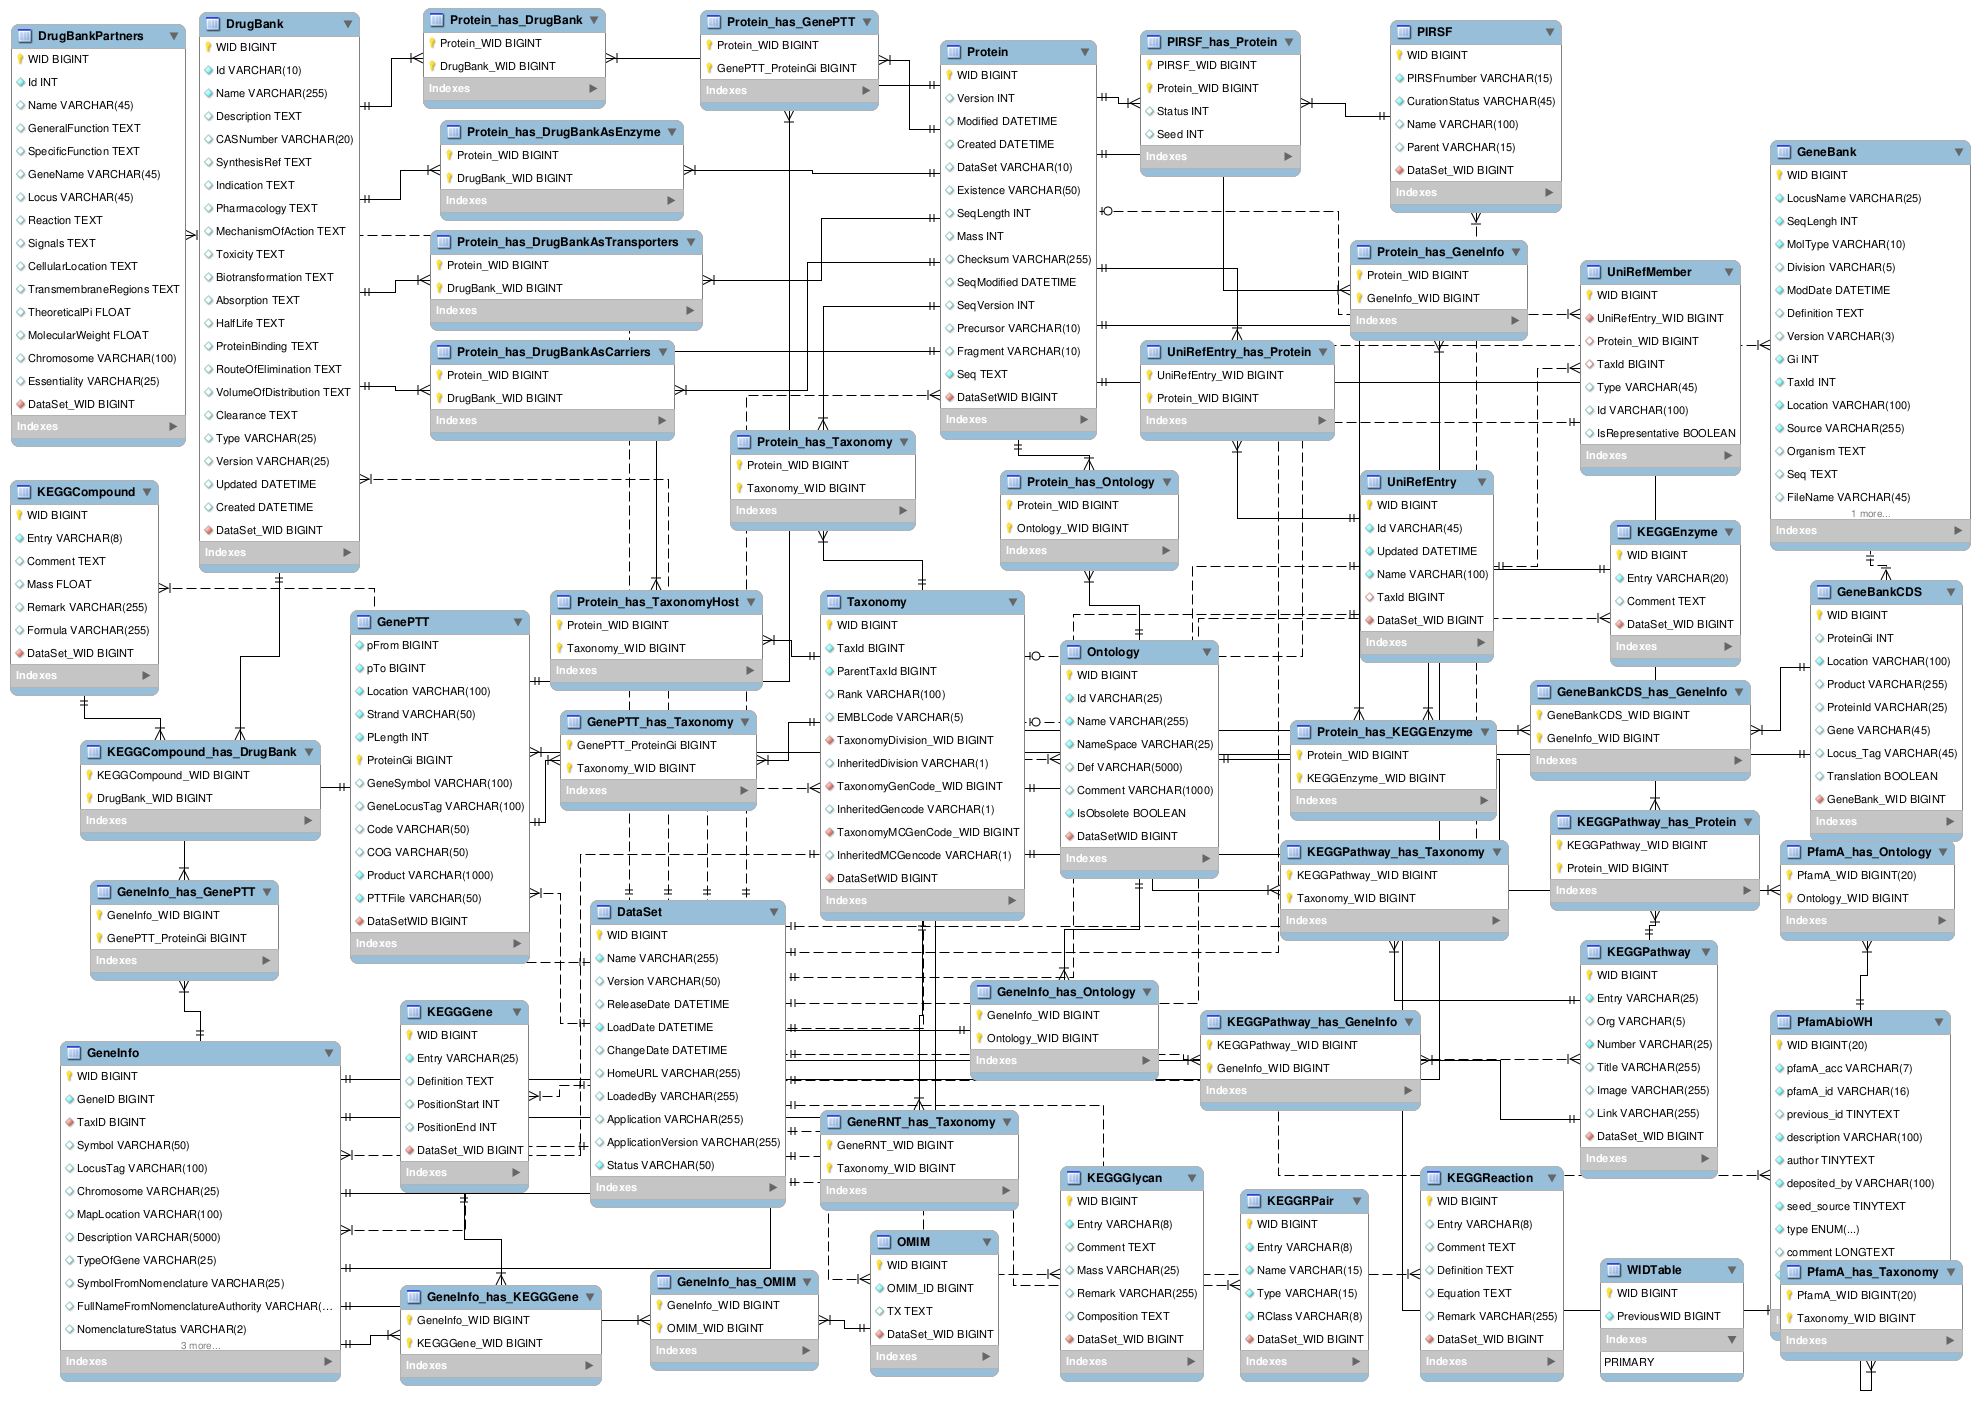 DrugBankPartners
WID BIGINT
Id INT
Name VARCHAR(45)
GeneralFunction TEXT
SpecificFunction TEXT
GeneName VARCHAR(45)
Locus VARCHAR(45)
Reaction TEXT
Signals TEXT
CellularLocation TEXT
TransmembraneRegions TEXT
TheoreticalPi FLOAT
MolecularWeight FLOAT
Chromosome VARCHAR(100)
Essentiality VARCHAR(25)
DataSet_WID BIGINT
Indexes
DrugBank
WID BIGINT
Id VARCHAR(10)
Name VARCHAR(255)
Description TEXT
CASNumber VARCHAR(20)
SynthesisRef TEXT
Indication TEXT
Pharmacology TEXT
MechanismOfAction TEXT
Toxicity TEXT
Biotransformation TEXT
Absorption TEXT
HalfLife TEXT
ProteinBinding TEXT
RouteOfElimination TEXT
VolumeOfDistribution TEXT
Clearance TEXT
Type VARCHAR(25)
Version VARCHAR(25)
Updated DATETIME
Created DATETIME
DataSet_WID BIGINT
Indexes
Protein_has_DrugBank
Protein_WID BIGINT
DrugBank_WID BIGINT
Indexes
Protein_has_GenePTT
Protein_WID BIGINT
GenePTT_ProteinGi BIGINT
Indexes
Protein_has_DrugBankAsEnzyme
Protein_WID BIGINT
DrugBank_WID BIGINT
Indexes
Protein_has_DrugBankAsTransporters
Protein_WID BIGINT
DrugBank_WID BIGINT
Indexes
Protein_has_DrugBankAsCarriers
Protein_WID BIGINT
DrugBank_WID BIGINT
Indexes
Protein
WID BIGINT
Version INT
Modified DATETIME
Created DATETIME
DataSet VARCHAR(10)
Existence VARCHAR(50)
SeqLength INT
Mass INT
Checksum VARCHAR(255)
SeqModified DATETIME
SeqVersion INT
Precursor VARCHAR(10)
Fragment VARCHAR(10)
Seq TEXT
DataSetWID BIGINT
Indexes
PIRSF_has_Protein
PIRSF_WID BIGINT
Protein_WID BIGINT
Status INT
Seed INT
Indexes
PIRSF
WID BIGINT
PIRSFnumber VARCHAR(15)
CurationStatus VARCHAR(45)
Name VARCHAR(100)
Parent VARCHAR(15)
DataSet_WID BIGINT
Indexes
Protein_has_GeneInfo
Protein_WID BIGINT
GeneInfo_WID BIGINT
Indexes
UniRefMember
WID BIGINT
UniRefEntry_WID BIGINT
Protein_WID BIGINT
TaxId BIGINT
Type VARCHAR(45)
Id VARCHAR(100)
IsRepresentative BOOLEAN
Indexes
GeneBank
WID BIGINT
LocusName VARCHAR(25)
SeqLengh INT
MolType VARCHAR(10)
Division VARCHAR(5)
ModDate DATETIME
Definition TEXT
Version VARCHAR(3)
Gi INT
TaxId INT
Location VARCHAR(100)
Source VARCHAR(255)
Organism TEXT
Seq TEXT
FileName VARCHAR(45)
1 more...
Indexes
UniRefEntry_has_Protein
UniRefEntry_WID BIGINT
Protein_WID BIGINT
Indexes
Protein_has_Taxonomy
Protein_WID BIGINT
Taxonomy_WID BIGINT
Indexes
Protein_has_Ontology
Protein_WID BIGINT
Ontology_WID BIGINT
Indexes
UniRefEntry
WID BIGINT
Id VARCHAR(45)
Updated DATETIME
Name VARCHAR(100)
TaxId BIGINT
DataSet_WID BIGINT
Indexes
KEGGEnzyme
WID BIGINT
Entry VARCHAR(20)
Comment TEXT
DataSet_WID BIGINT
Indexes
KEGGCompound
WID BIGINT
Entry VARCHAR(8)
Comment TEXT
Mass FLOAT
Remark VARCHAR(255)
Formula VARCHAR(255)
DataSet_WID BIGINT
Indexes
GenePTT
pFrom BIGINT
pTo BIGINT
Location VARCHAR(100)
Strand VARCHAR(50)
PLength INT
ProteinGi BIGINT
GeneSymbol VARCHAR(100)
GeneLocusTag VARCHAR(100)
Code VARCHAR(50)
COG VARCHAR(50)
Product VARCHAR(1000)
PTTFile VARCHAR(50)
DataSetWID BIGINT
Indexes
Protein_has_TaxonomyHost
Protein_WID BIGINT
Taxonomy_WID BIGINT
Indexes
GenePTT_has_Taxonomy
GenePTT_ProteinGi BIGINT
Taxonomy_WID BIGINT
Indexes
Taxonomy
WID BIGINT
TaxId BIGINT
ParentTaxId BIGINT
Rank VARCHAR(100)
EMBLCode VARCHAR(5)
TaxonomyDivision_WID BIGINT
InheritedDivision VARCHAR(1)
TaxonomyGenCode_WID BIGINT
InheritedGencode VARCHAR(1)
TaxonomyMCGenCode_WID BIGINT
InheritedMCGencode VARCHAR(1)
DataSetWID BIGINT
Indexes
Ontology
WID BIGINT
Id VARCHAR(25)
Name VARCHAR(255)
NameSpace VARCHAR(25)
Def VARCHAR(5000)
Comment VARCHAR(1000)
IsObsolete BOOLEAN
DataSetWID BIGINT
Indexes
Protein_has_KEGGEnzyme
Protein_WID BIGINT
KEGGEnzyme_WID BIGINT
Indexes
GeneBankCDS_has_GeneInfo
GeneBankCDS_WID BIGINT
GeneInfo_WID BIGINT
Indexes
GeneBankCDS
WID BIGINT
ProteinGi INT
Location VARCHAR(100)
Product VARCHAR(255)
ProteinId VARCHAR(25)
Gene VARCHAR(45)
Locus_Tag VARCHAR(45)
Translation BOOLEAN
GeneBank_WID BIGINT
Indexes
KEGGCompound_has_DrugBank
KEGGCompound_WID BIGINT
DrugBank_WID BIGINT
Indexes
KEGGPathway_has_Taxonomy
KEGGPathway_WID BIGINT
Taxonomy_WID BIGINT
Indexes
KEGGPathway_has_Protein
KEGGPathway_WID BIGINT
Protein_WID BIGINT
Indexes
PfamA_has_Ontology
PfamA_WID BIGINT(20)
Ontology_WID BIGINT
Indexes
GeneInfo_has_GenePTT
GeneInfo_WID BIGINT
GenePTT_ProteinGi BIGINT
Indexes
DataSet
WID BIGINT
Name VARCHAR(255)
Version VARCHAR(50)
ReleaseDate DATETIME
LoadDate DATETIME
ChangeDate DATETIME
HomeURL VARCHAR(255)
LoadedBy VARCHAR(255)
Application VARCHAR(255)
ApplicationVersion VARCHAR(255)
Status VARCHAR(50)
Indexes
KEGGGene
WID BIGINT
Entry VARCHAR(25)
Definition TEXT
PositionStart INT
PositionEnd INT
DataSet_WID BIGINT
Indexes
GeneInfo_has_Ontology
GeneInfo_WID BIGINT
Ontology_WID BIGINT
Indexes
KEGGPathway_has_GeneInfo
KEGGPathway_WID BIGINT
GeneInfo_WID BIGINT
Indexes
KEGGPathway
WID BIGINT
Entry VARCHAR(25)
Org VARCHAR(5)
Number VARCHAR(25)
Title VARCHAR(255)
Image VARCHAR(255)
Link VARCHAR(255)
DataSet_WID BIGINT
Indexes
PfamAbioWH
WID BIGINT(20)
pfamA_acc VARCHAR(7)
pfamA_id VARCHAR(16)
previous_id TINYTEXT
description VARCHAR(100)
author TINYTEXT
deposited_by VARCHAR(100)
seed_source TINYTEXT
type ENUM(...)
comment LONGTEXT
GeneInfo
WID BIGINT
GeneID BIGINT
TaxID BIGINT
Symbol VARCHAR(50)
LocusTag VARCHAR(100)
Chromosome VARCHAR(25)
MapLocation VARCHAR(100)
Description VARCHAR(5000)
TypeOfGene VARCHAR(25)
SymbolFromNomenclature VARCHAR(25)
FullNameFromNomenclatureAuthority VARCHAR(...
NomenclatureStatus VARCHAR(2)
3 more...
Indexes
GeneRNT_has_Taxonomy
GeneRNT_WID BIGINT
Taxonomy_WID BIGINT
Indexes
GeneInfo_has_KEGGGene
GeneInfo_WID BIGINT
KEGGGene_WID BIGINT
Indexes
GeneInfo_has_OMIM
GeneInfo_WID BIGINT
OMIM_WID BIGINT
Indexes
OMIM
WID BIGINT
OMIM_ID BIGINT
TX TEXT
DataSet_WID BIGINT
Indexes
KEGGGlycan
WID BIGINT
Entry VARCHAR(8)
Comment TEXT
Mass VARCHAR(25)
Remark VARCHAR(255)
Composition TEXT
DataSet_WID BIGINT
Indexes
KEGGRPair
WID BIGINT
Entry VARCHAR(8)
Name VARCHAR(15)
Type VARCHAR(15)
RClass VARCHAR(8)
DataSet_WID BIGINT
Indexes
KEGGReaction
WID BIGINT
Entry VARCHAR(8)
Comment TEXT
Definition TEXT
Equation TEXT
Remark VARCHAR(255)
DataSet_WID BIGINT
Indexes
WIDTable
WID BIGINT
PreviousWID BIGINT
Indexes
PRIMARY
PfamA_has_Taxonomy
PfamA_WID BIGINT(20)
Taxonomy_WID BIGINT
Indexes